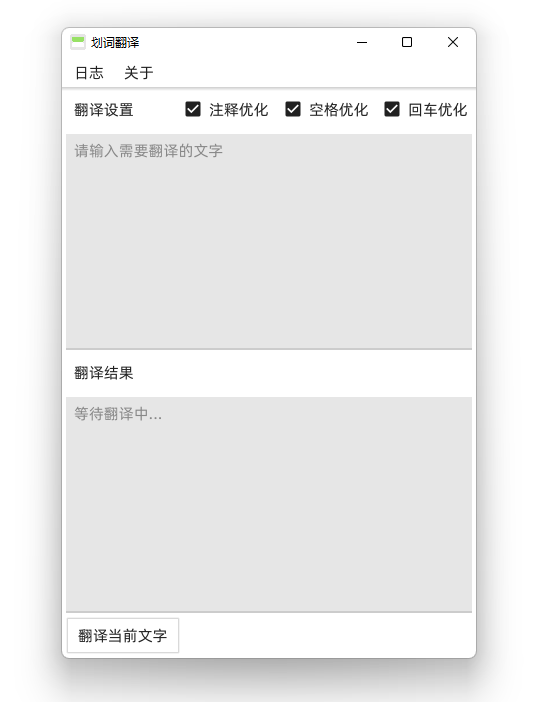 划词翻译
日志 关于
翻译设置 注释优化 空格优化 回车优化
请输入需要翻译的文字
翻译结果
等待翻译中...
翻译当前文字